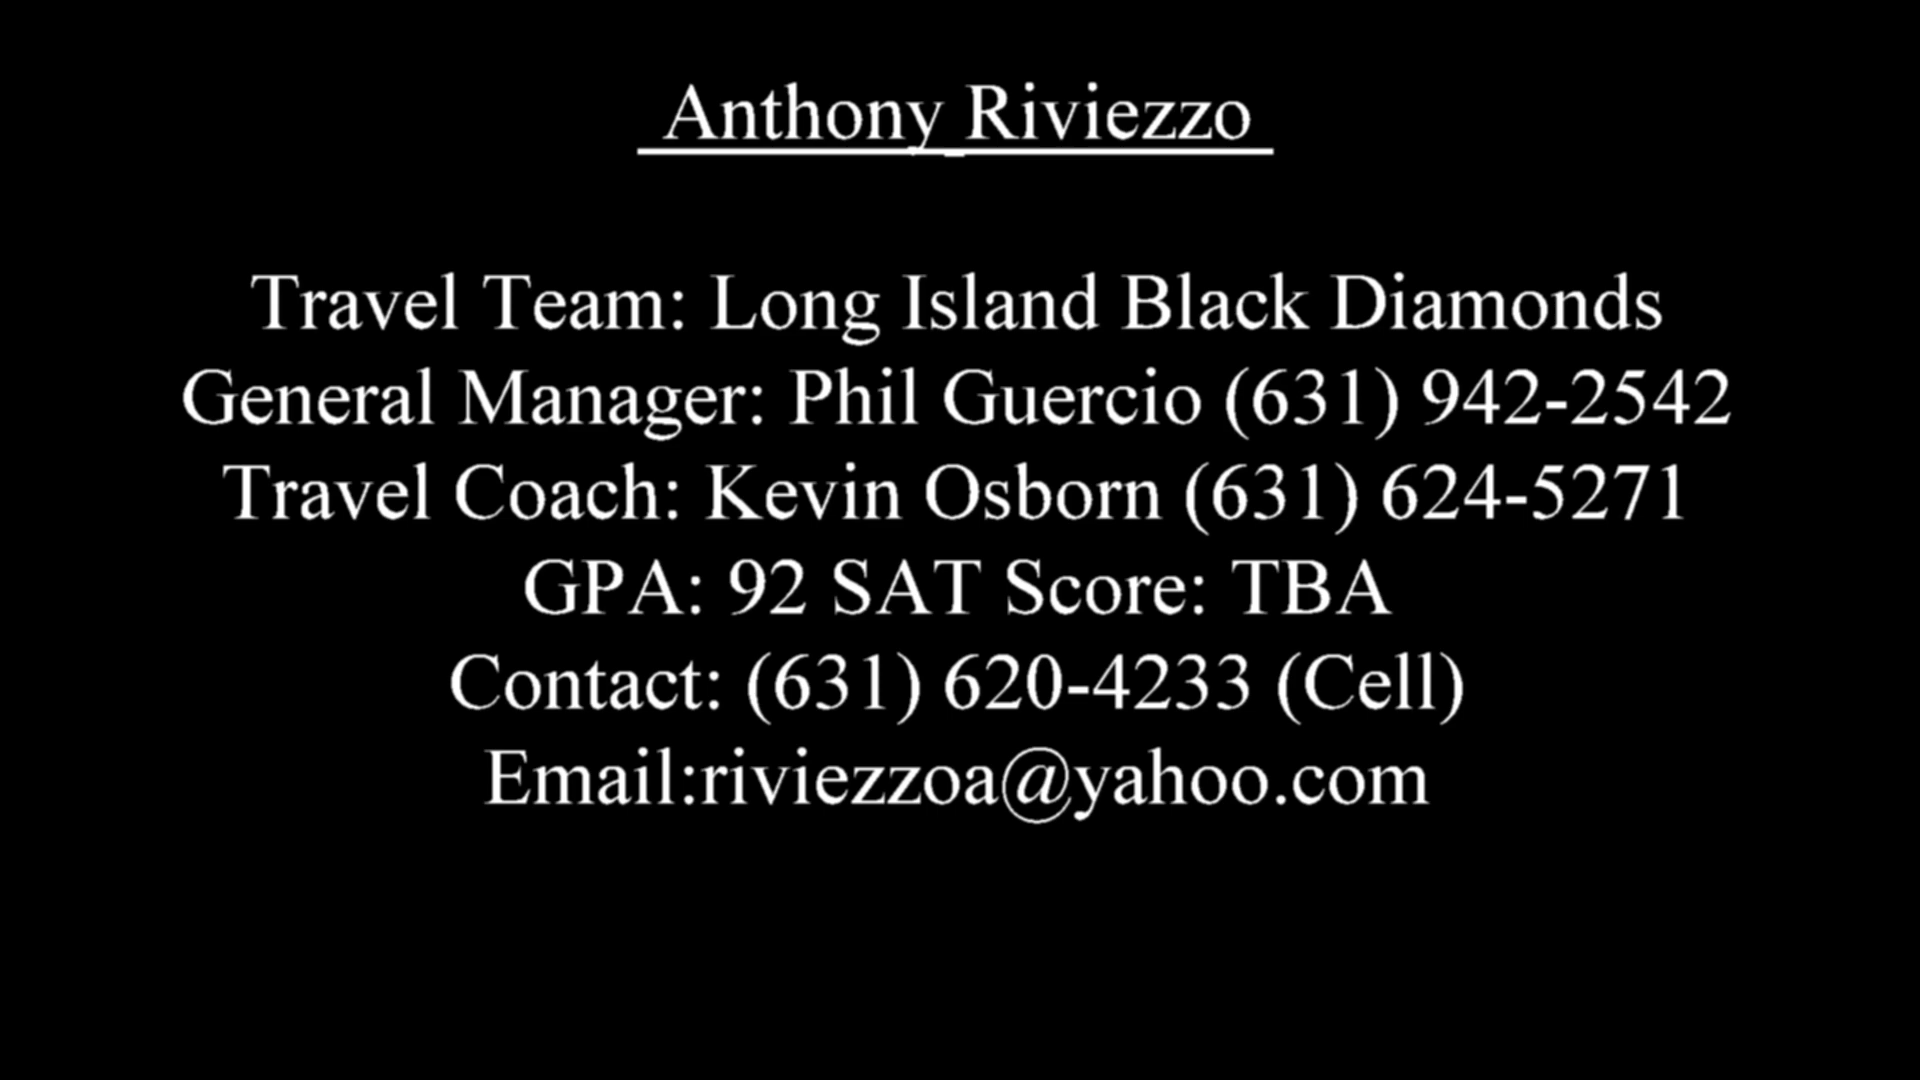 Anthony Riviezzo
Travel Team: Long Island Black Diamonds
General Manager: Phil Guercio (631) 942-2542
Travel Coach: Kevin Osborn (631) 624-5271
GPA: 92 SAT Score: TBA
Contact: (631) 620-4233 (Cell)
Email:riviezzoa@yahoo.com